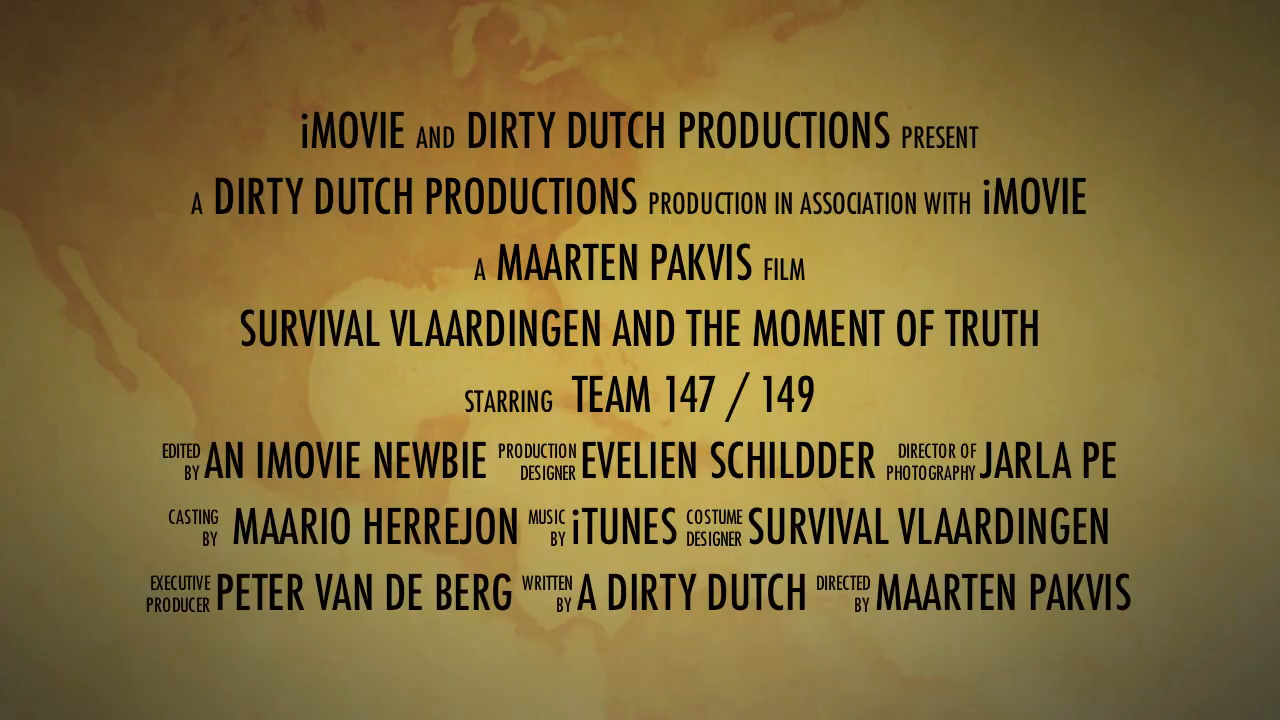 iMOVIE AND DIRTY DUTCH PRODUCTIONS PRESENT
A DIRTY DUTCH PRODUCTIONS PRODUCTION IN ASSOCIATION WITH iMOVIE
A MAARTEN PAKVIS FILM
SURVIVAL VLAARDINGEN AND THE MOMENT OF TRUTH
STARRING TEAM 147 / 149
EDITED BY AN IMOVIE NEWBIE PRODUCTION DESIGNER EVELIEN SCHILDDER DIRECTOR OF PHOTOGRAPHY JARLA PE
CASTING BY MAARIO HERREJON MUSIC BY iTUNES COSTUME DESIGNER SURVIVAL VLAARDINGEN
EXECUTIVE PRODUCER PETER VAN DE BERG WRITTEN BY A DIRTY DUTCH DIRECTED BY MAARTEN PAKVIS